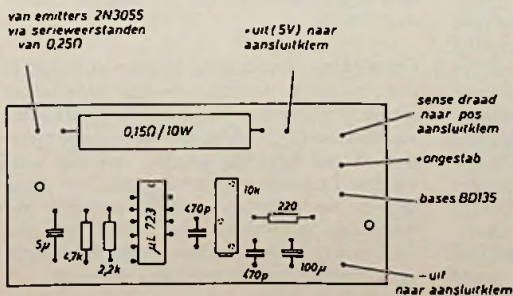 van emitters 2N3055
via serieweerstanden
van 0,25Ω
+uit (5V) naar
aansluitklem
sense draad
naar pos
aansluitklem
+ongestab
bases BD135
-uit
naar aansluitklem
0,15Ω/10W
5µ
4,7k
2,2k
µL 723
470p
10k
220
470p
100µ